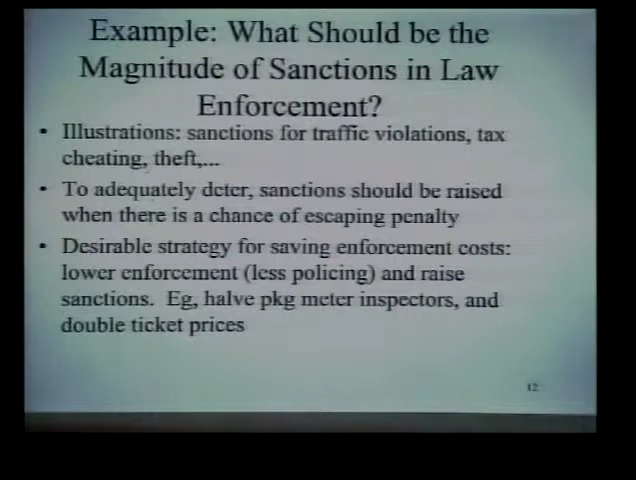 Example: What Should be the
Magnitude of Sanctions in Law
Enforcement?
• Illustrations: sanctions for traffic violations, tax
cheating, theft,...
• To adequately deter, sanctions should be raised
when there is a chance of escaping penalty
• Desirable strategy for saving enforcement costs:
lower enforcement (less policing) and raise
sanctions. Eg, halve pkg meter inspectors, and
double ticket prices
12